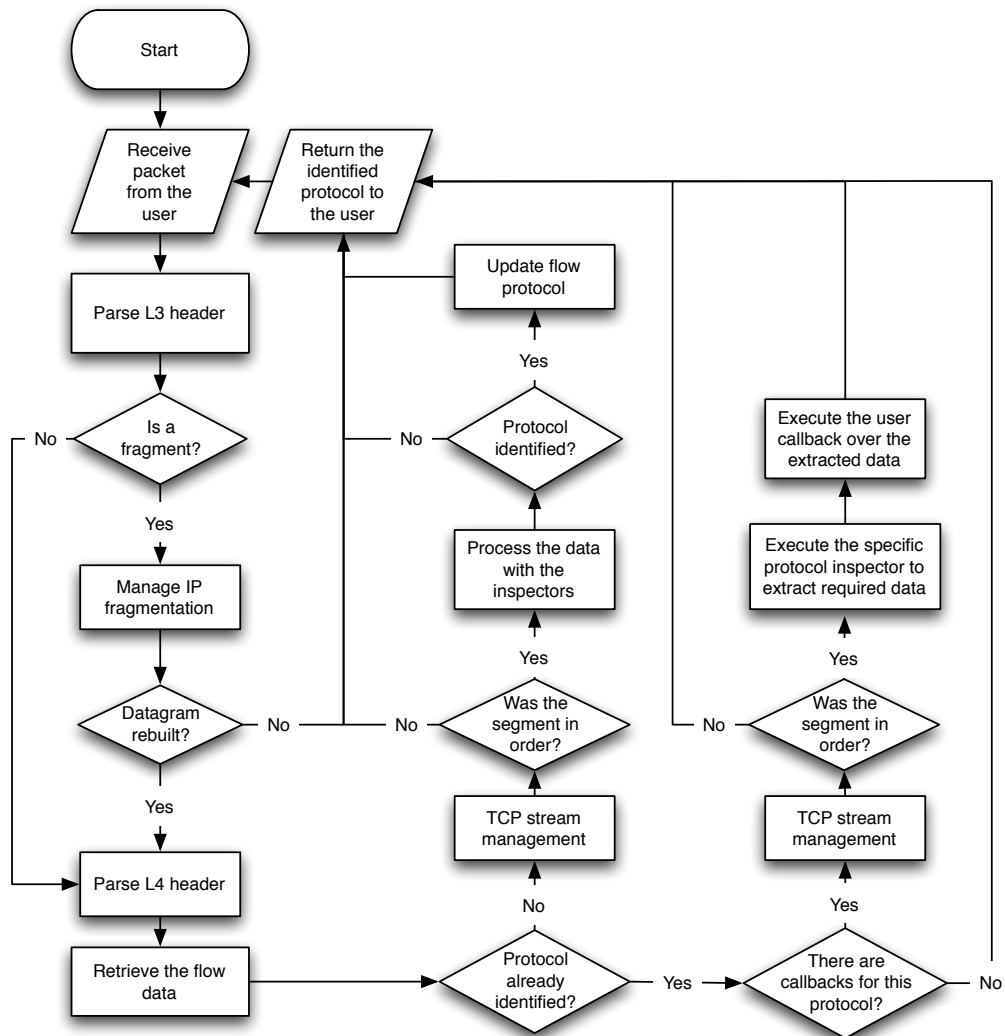 Start
Receive
packet
from the
user
Return the
identified
protocol to
the user
Parse L3 header
Update flow
protocol
Yes
Is a
fragment?
No
Protocol
identified?
No
Execute the user
callback over the
extracted data
Yes
Manage IP
fragmentation
Process the data
with the
inspectors
Execute the specific
protocol inspector to
extract required data
Yes
Yes
Datagram
rebuilt?
No
No
Was the
segment in
order?
No
Was the
segment in
order?
Yes
TCP stream
management
TCP stream
management
Parse L4 header
No
Yes
Retrieve the flow
data
Protocol
already
identified?
Yes
There are
callbacks for this
protocol?
No